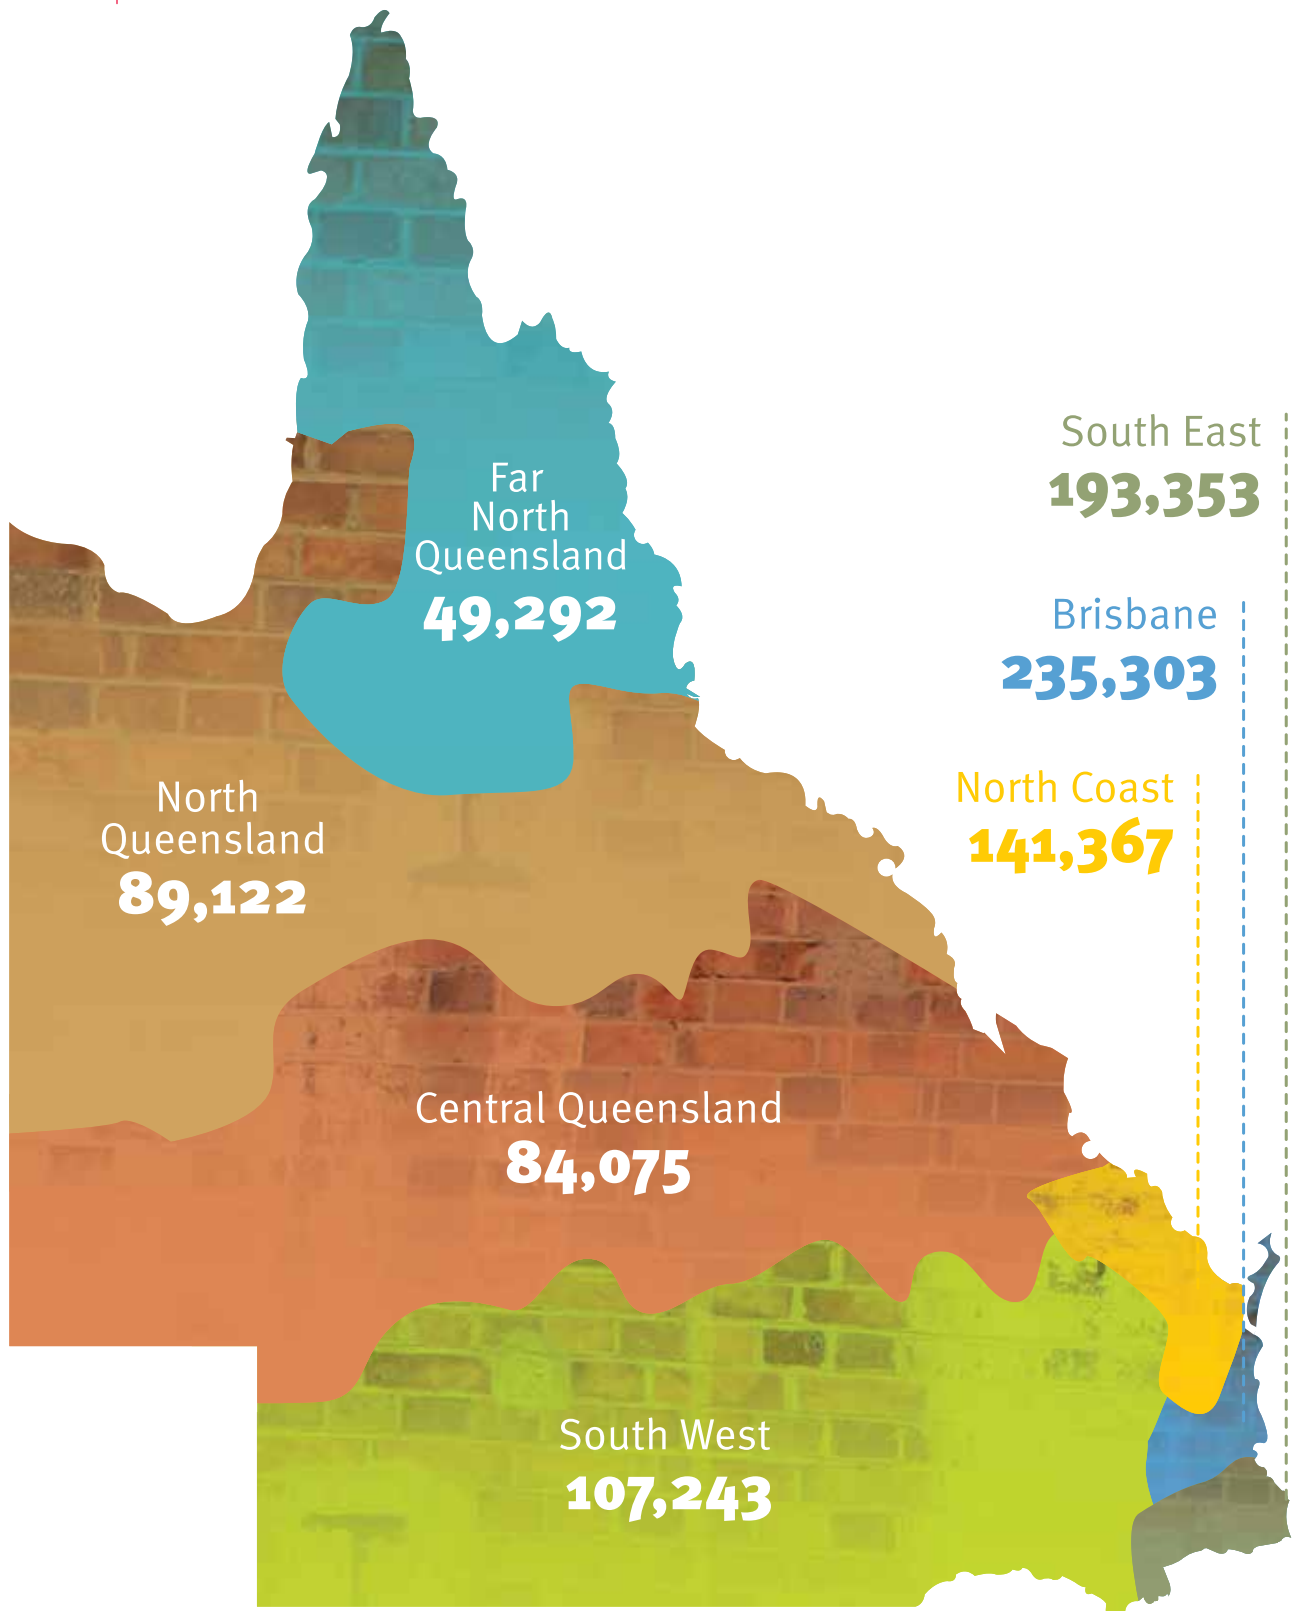 South East
193,353
Far
North
Queensland
49,292
Brisbane
235,303
North Coast
141,367
North
Queensland
89,122
Central Queensland
84,075
South West
107,243